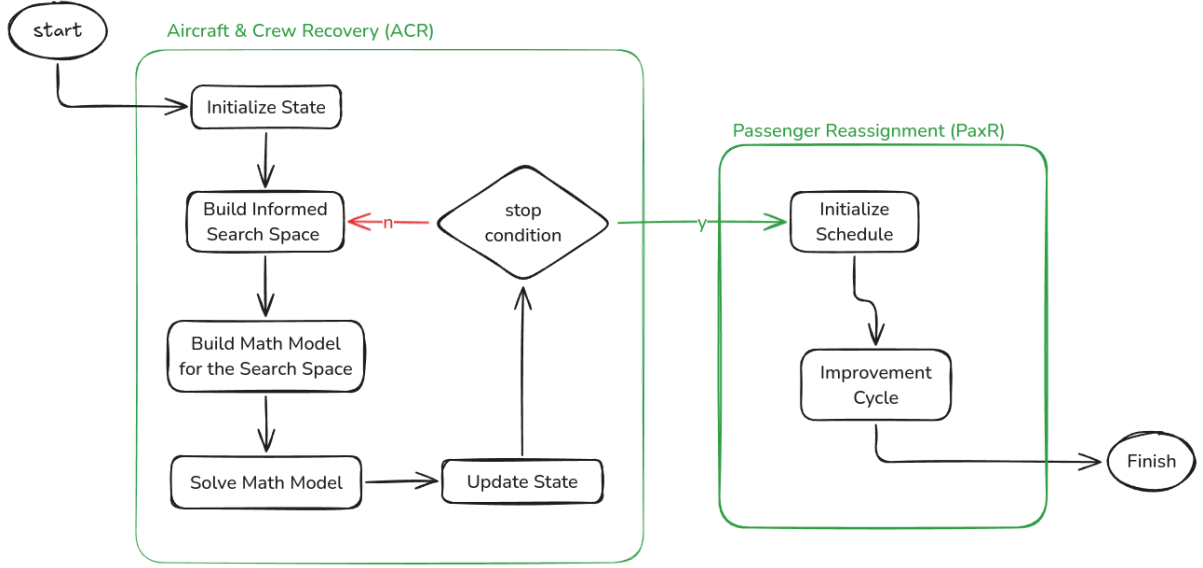 start
Aircraft & Crew Recovery (ACR)
Initialize State
Build Informed
Search Space
n
stop
condition
y
Build Math Model
for the Search Space
Solve Math Model
Update State
Passenger Reassignment (PaxR)
Initialize
Schedule
Improvement
Cycle
Finish